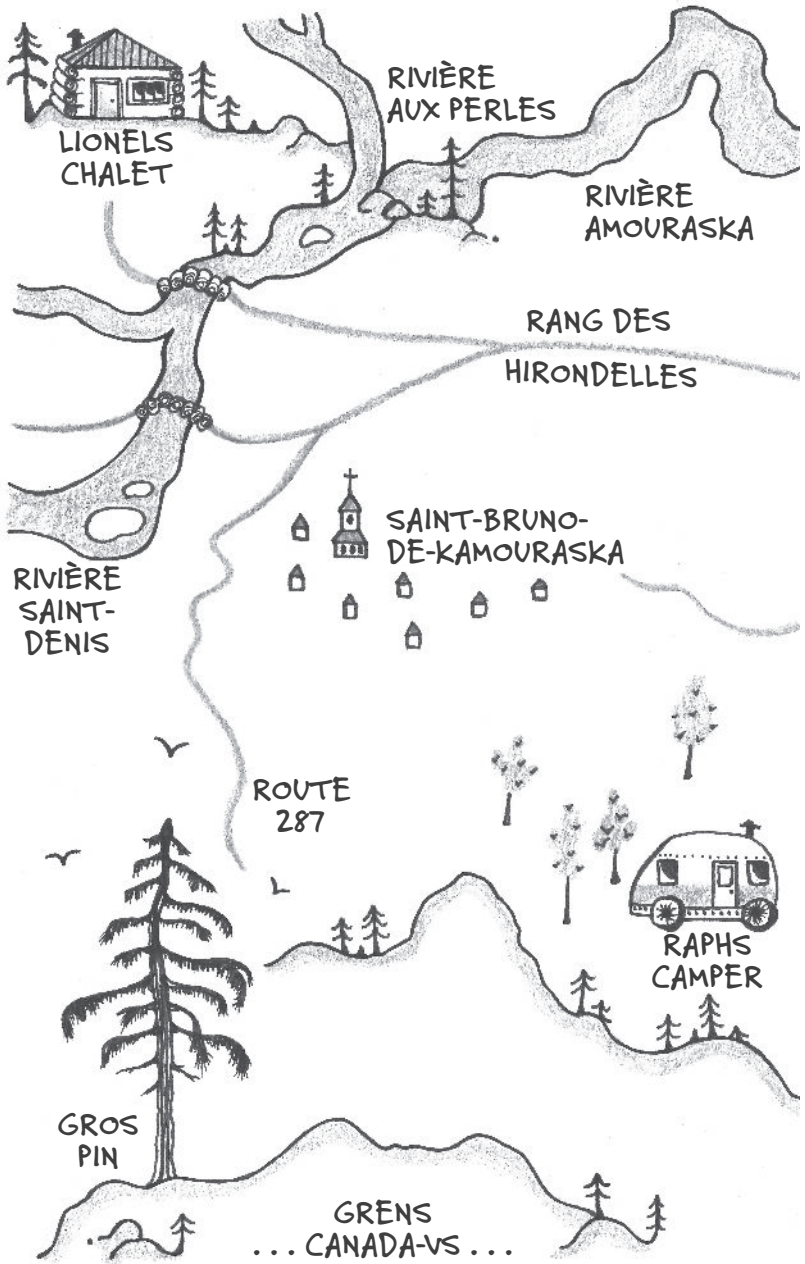 RIVIÈRE
AUX PERLES
LIONELS
CHALET
RIVIÈRE
AMOURASKA
RANG DES
HIRONDELLES
SAINT-BRUNO-
DE-KAMOURASKA
RIVIÈRE
SAINT-
DENIS
ROUTE
287
RAPHS
CAMPER
GROS
PIN
GRENS
... CANADA-VS ...